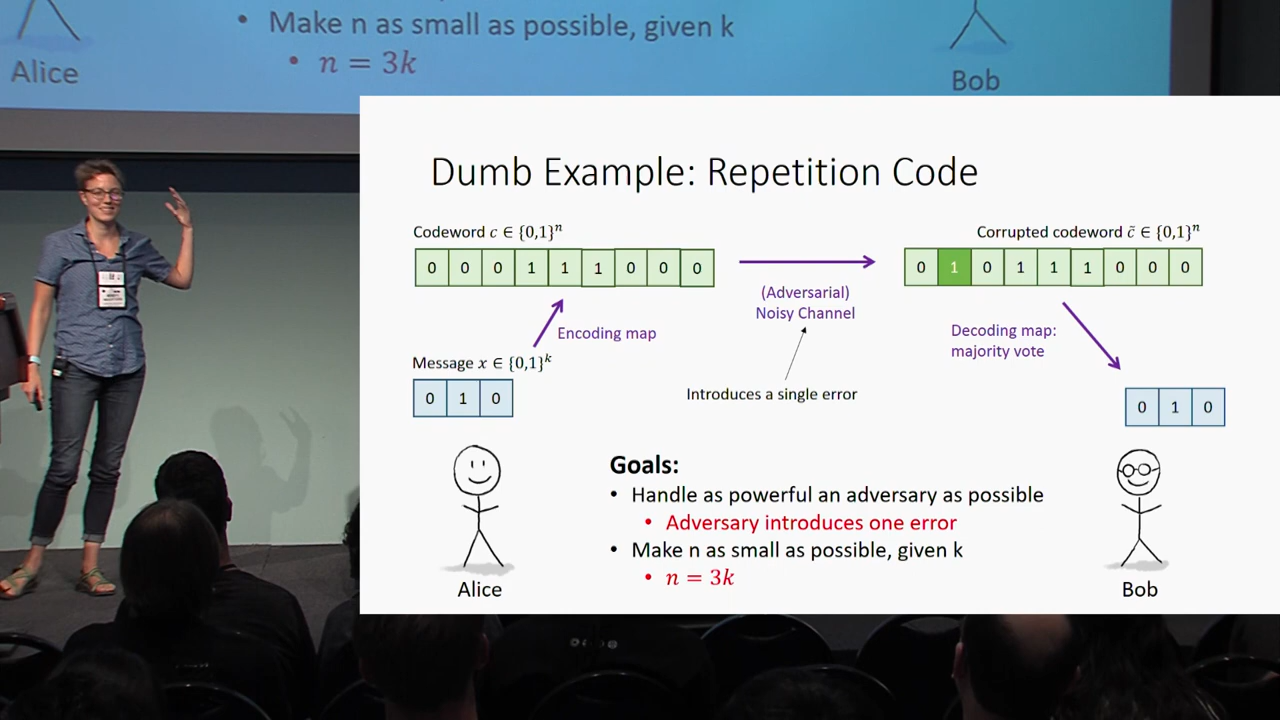 • Make n as small as possible, given k
• n = 3k
Alice
Bob
Dumb Example: Repetition Code
Codeword c ∈ {0,1}ⁿ
0 0 0 1 1 1 0 0 0
(Adversarial)
Noisy Channel
Corrupted codeword c̃ ∈ {0,1}ⁿ
0 1 0 1 1 1 0 0 0
Encoding map
Decoding map:
majority vote
Message x ∈ {0,1}ᵏ
0 1 0
Introduces a single error
0 1 0
Goals:
• Handle as powerful an adversary as possible
• Adversary introduces one error
• Make n as small as possible, given k
• n = 3k
Alice
Bob